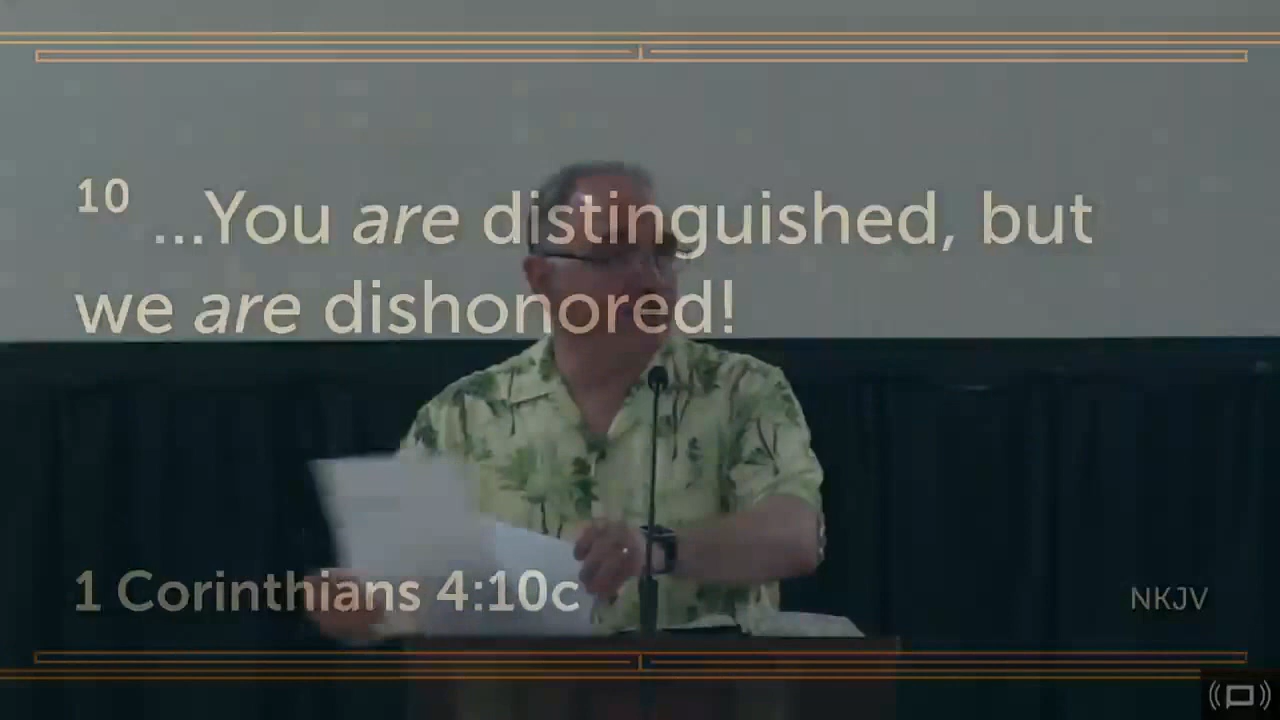 10 ...You are distinguished, but
we are dishonored!
1 Corinthians 4:10c
NKJV